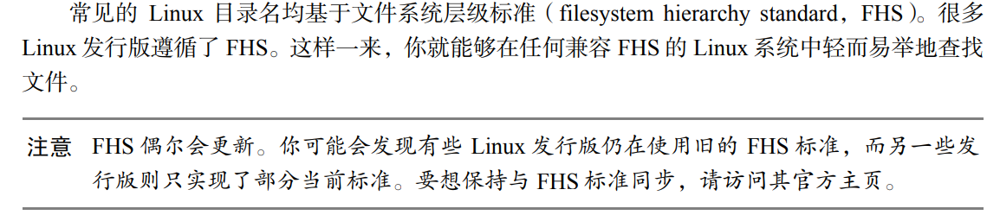 常见的 Linux 目录名均基于文件系统层级标准（filesystem hierarchy standard，FHS）。很多
Linux 发行版遵循了 FHS。这样一来，你就能够在任何兼容 FHS 的 Linux 系统中轻而易举地查找
文件。
注意 FHS 偶尔会更新。你可能会发现有些 Linux 发行版仍在使用旧的 FHS 标准，而另一些发
行版则只实现了部分当前标准。要想保持与 FHS 标准同步，请访问其官方主页。